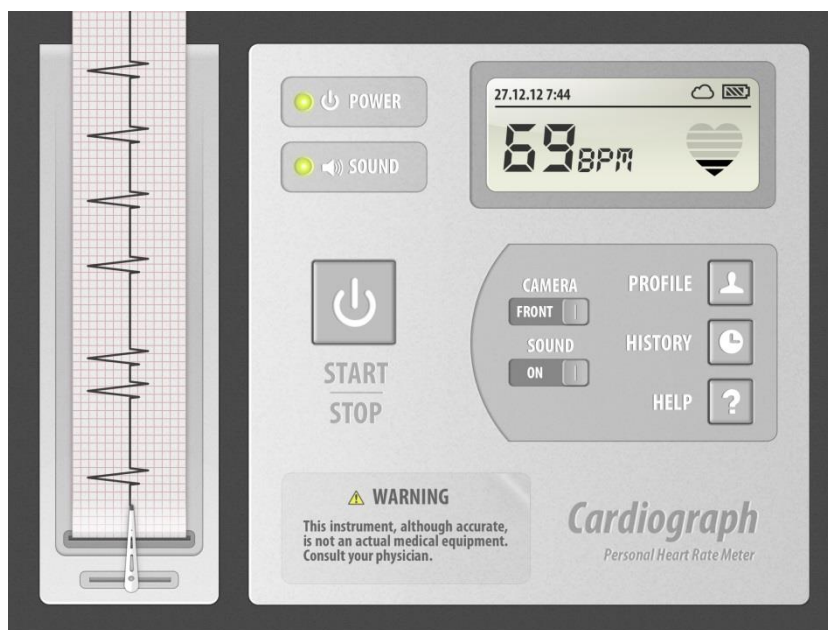 POWER
SOUND
27.12.12 7:44
69BPM
START
STOP
CAMERA
FRONT
SOUND
ON
PROFILE
HISTORY
HELP
?
WARNING
This instrument, although accurate,
is not an actual medical equipment.
Consult your physician.
Cardiograph
Personal Heart Rate Meter